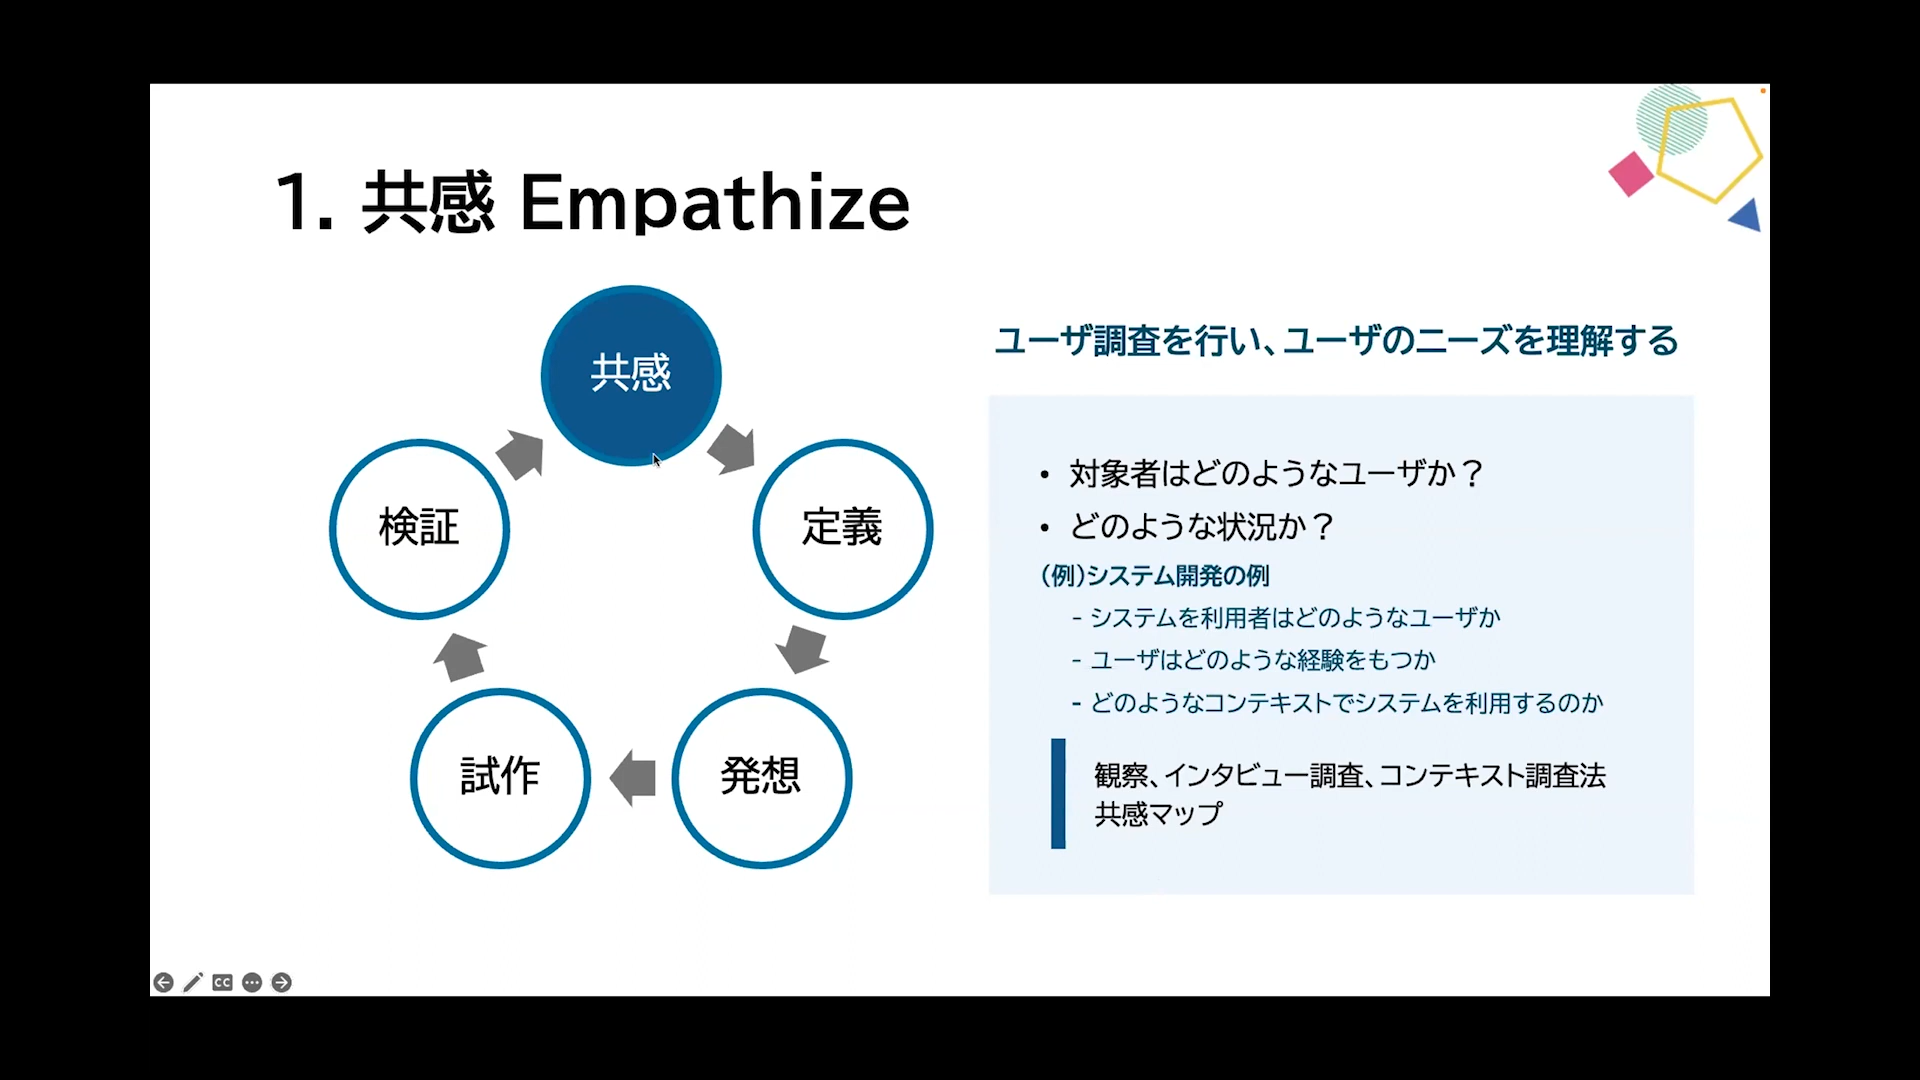 1. 共感 Empathize
共感
検証
定義
試作
発想
ユーザ調査を行い、ユーザのニーズを理解する
• 対象者はどのようなユーザか？
• どのような状況か？
（例）システム開発の例
- システムを利用者はどのようなユーザか
- ユーザはどのような経験をもつか
- どのようなコンテキストでシステムを利用するのか
観察、インタビュー調査、コンテキスト調査法
共感マップ
CC